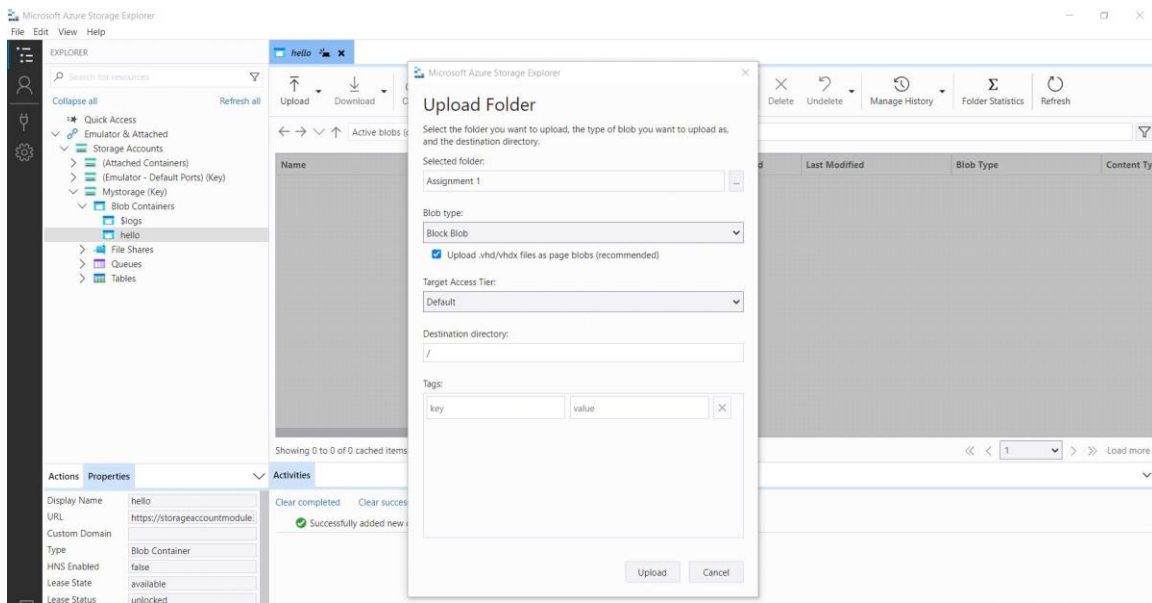 Microsoft Azure Storage Explorer
File Edit View Help
EXPLORER
Search for resources
Collapse all
Refresh all
Quick Access
Emulator & Attached
Storage Accounts
(Attached Containers)
(Emulator - Default Ports) (Key)
Mystorage (Key)
Blob Containers
$logs
hello
File Shares
Queues
Tables
Actions Properties
Display Name hello
URL https://storageaccountmodule
Custom Domain
Type Blob Container
HNS Enabled false
Lease State available
Lease Status unlocked
hello
Upload Download Delete Undelete Manage History Folder Statistics Refresh
Active blobs
Name Last Modified Blob Type Content Ty
Showing 0 to 0 of 0 cached items
1 Load more
Activities
Clear completed Clear succes
Successfully added new
Microsoft Azure Storage Explorer
Upload Folder
Select the folder you want to upload, the type of blob you want to upload as,
and the destination directory.
Selected folder:
Assignment 1
...
Blob type:
Block Blob
Upload .vhd/vhdx files as page blobs (recommended)
Target Access Tier:
Default
Destination directory:
/
Tags:
key value
Upload Cancel